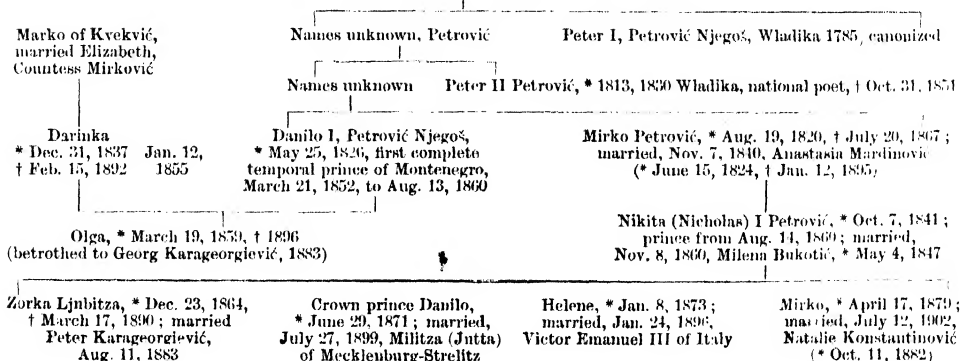 Marko of Kvekvić,
married Elizabeth,
Countess Mirković
Names unknown, Petrović
Peter I, Petrović Njegoš, Wladika 1785, canonized
Names unknown
Peter II Petrović, * 1813, 1830 Wladika, national poet, † Oct. 31, 1851
Darinka
* Dec. 31, 1837 Jan. 12,
† Feb. 15, 1892 1855
Danilo I, Petrović Njegoš,
* May 25, 1826, first complete
temporal prince of Montenegro,
March 21, 1852, to Aug. 13, 1860
Mirko Petrović, * Aug. 19, 1820, † July 20, 1867;
married, Nov. 7, 1840, Anastasia Mardinović
(* June 15, 1824, † Jan. 12, 1895)
Olga, * March 19, 1859, † 1896
(betrothed to Georg Karageorgiević, 1883)
Nikita (Nicholas) I Petrović, * Oct. 7, 1841;
prince from Aug. 14, 1860; married,
Nov. 8, 1860, Milena Bukotić, * May 4, 1847
Zorka Ljubitza, * Dec. 23, 1864,
† March 17, 1890; married
Peter Karageorgiević,
Aug. 11, 1883
Crown prince Danilo,
* June 29, 1871; married,
July 27, 1899, Militza (Jutta)
of Mecklenburg-Strelitz
Helene, * Jan. 8, 1873;
married, Jan. 24, 1896,
Victor Emanuel III of Italy
Mirko, * April 17, 1879;
married, July 12, 1902,
Natalie Konstantinović
(* Oct. 11, 1882)